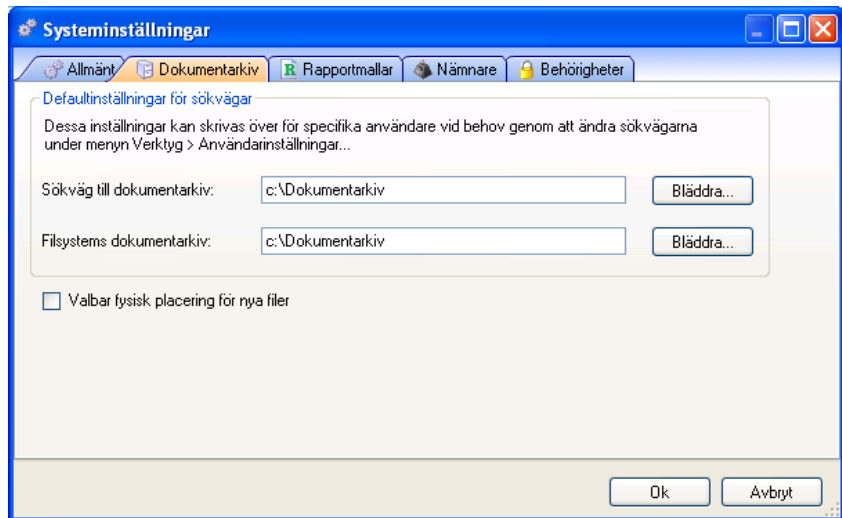 Systeminställningar
Allmänt Dokumentarkiv R Rapportmallar Nämnare Behörigheter
Defaultinställningar för sökvägar
Dessa inställningar kan skrivas över för specifika användare vid behov genom att ändra sökvägarna
under menyn Verktyg > Användarinställningar...
Sökväg till dokumentarkiv: c:\Dokumentarkiv Bläddra...
Filsystems dokumentarkiv: c:\Dokumentarkiv Bläddra...
Valbar fysisk placering för nya filer
Ok Avbryt